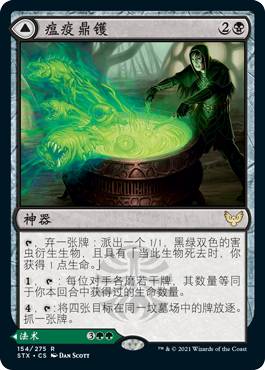 瘟疫鼎镬 2
神器
1,弃一张牌:派出一个1/1,黑绿双色的害
虫衍生生物,且具有「当此生物死去时,你
获得1点生命。」
1,:每位对手各磨若干牌,其数量等同
于你本回合中获得过的生命数量。
4,:将四张目标在同一坟墓场中的牌放逐。
抓一张牌。
法术 3
154/275 R
STX • CS DAN SCOTT
™ & © 2021 Wizards of the Coast